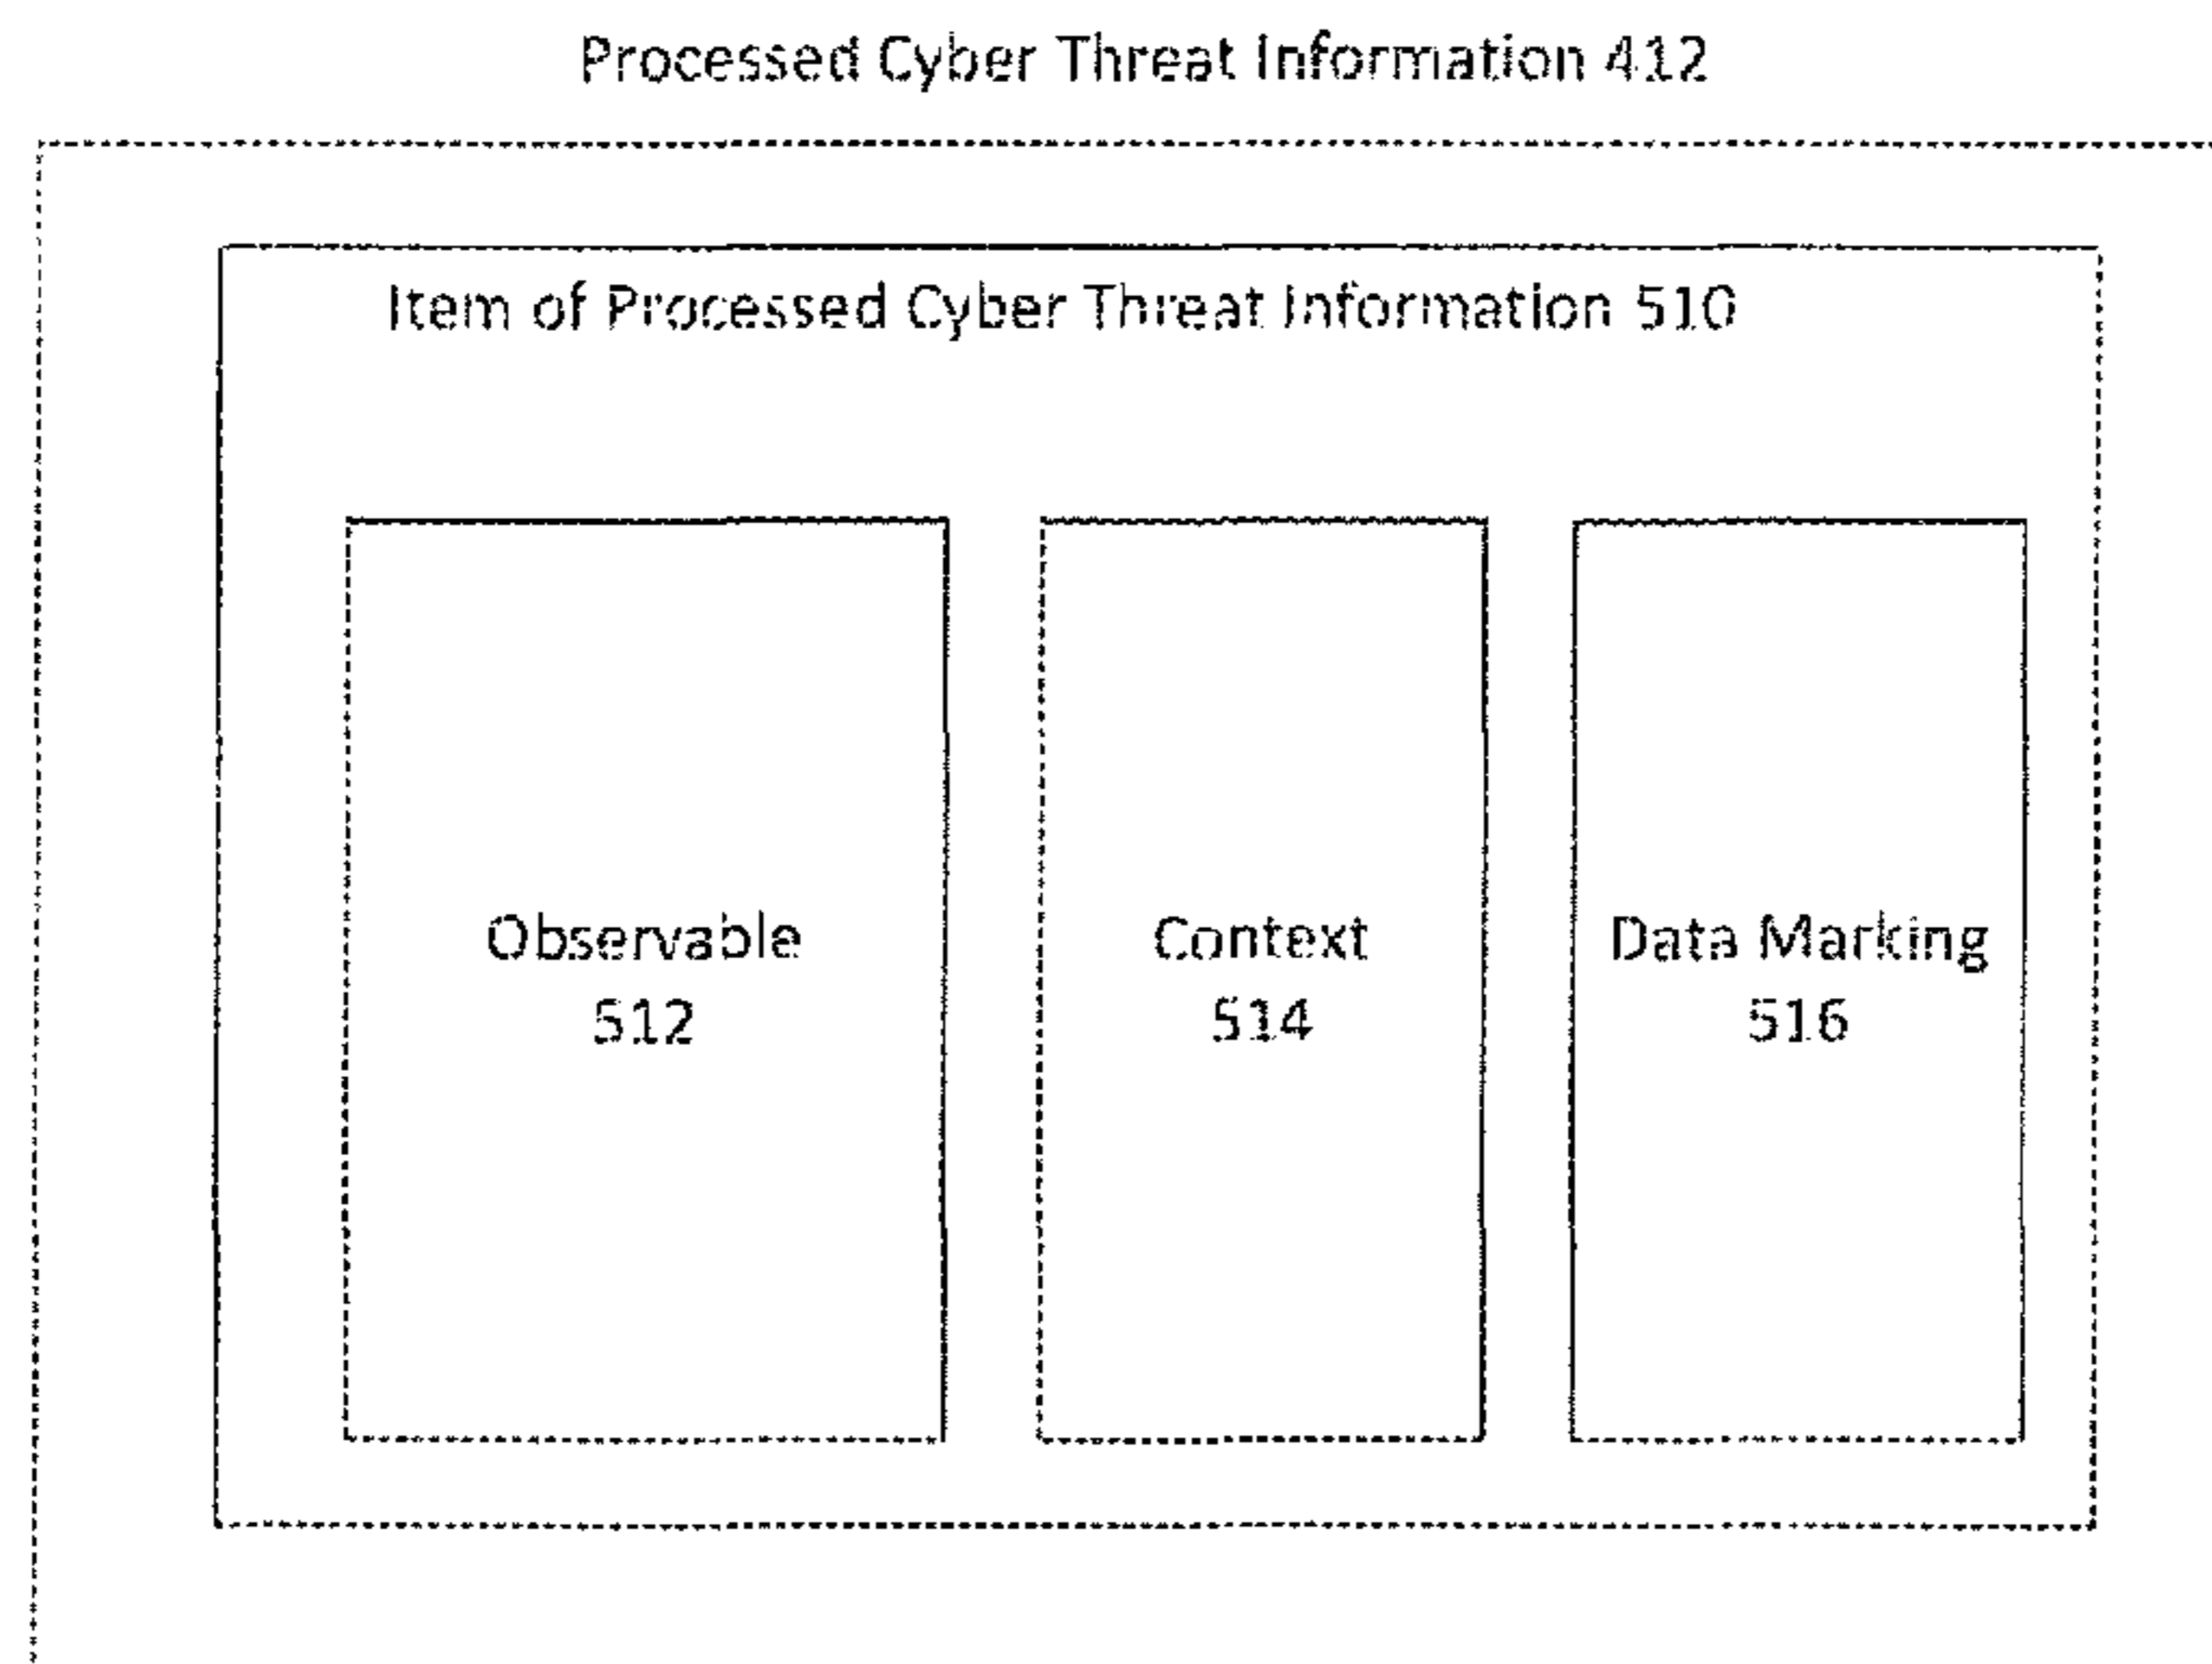 Processed Cyber Threat Information 412
Item of Processed Cyber Threat Information 510
Observable
512
Context
514
Data Marking
516